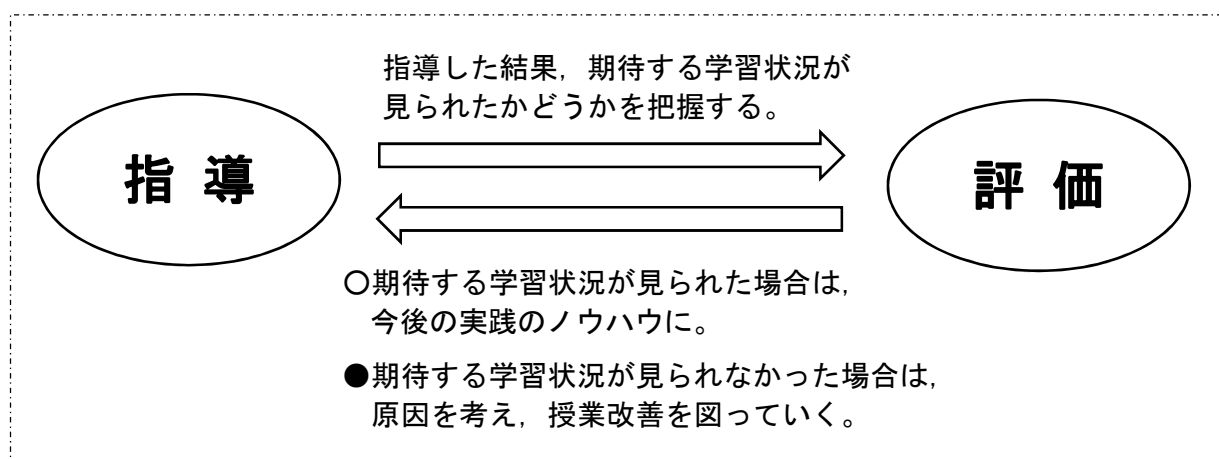 指導した結果，期待する学習状況が
見られたかどうかを把握する。
指 導
評 価
○期待する学習状況が見られた場合は，
今後の実践のノウハウに。
●期待する学習状況が見られなかった場合は，
原因を考え，授業改善を図っていく。